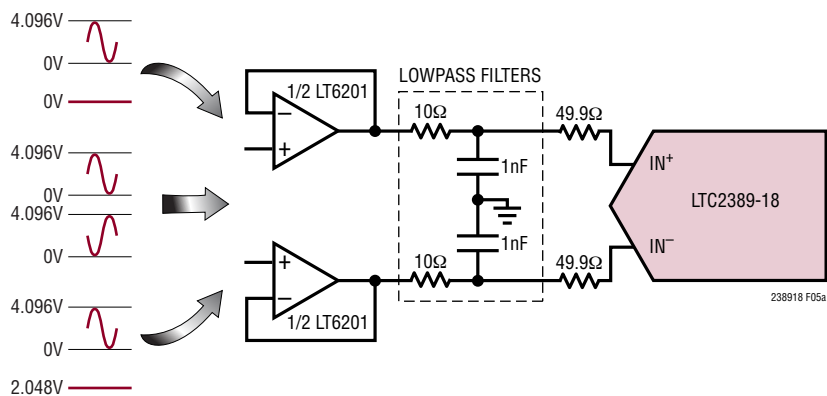 4.096V
0V
0V
4.096V
0V
4.096V
0V
4.096V
0V
2.048V
1/2 LT6201
−
+
+
−
1/2 LT6201
LOWPASS FILTERS
10Ω
1nF
1nF
10Ω
49.9Ω
49.9Ω
IN+
LTC2389-18
IN−
238918 F05a